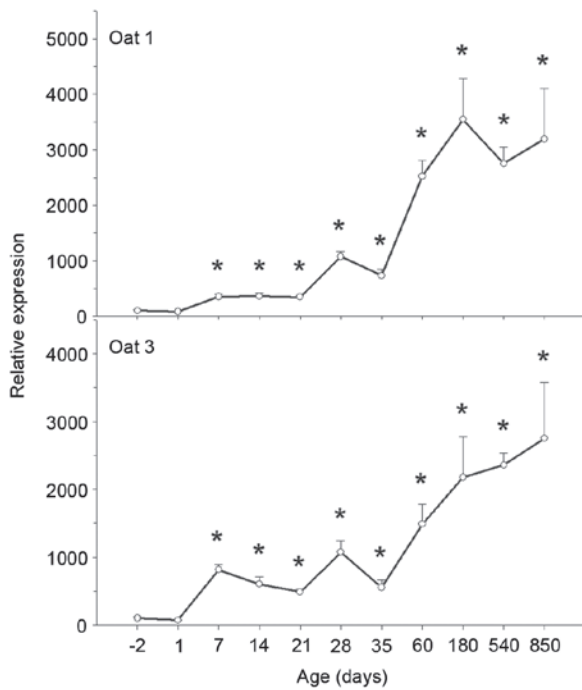 Oat 1
5000
4000
3000
2000
1000
0
* * * * * * * * *
Relative expression
Oat 3
4000
3000
2000
1000
0
* * * * * * * * *
-2 1 7 14 21 28 35 60 180 540 850
Age (days)